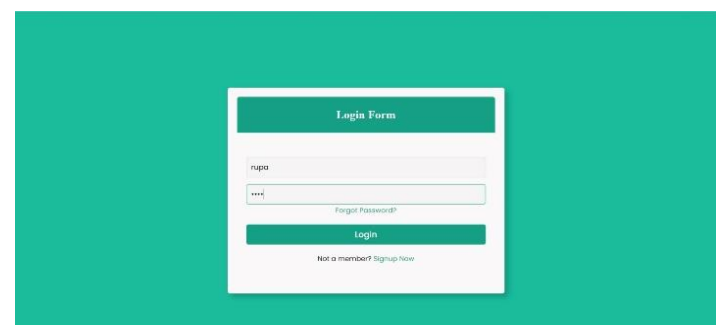 Login Form
rupa
••••
Forgot Password?
Login
Not a member? Signup Now